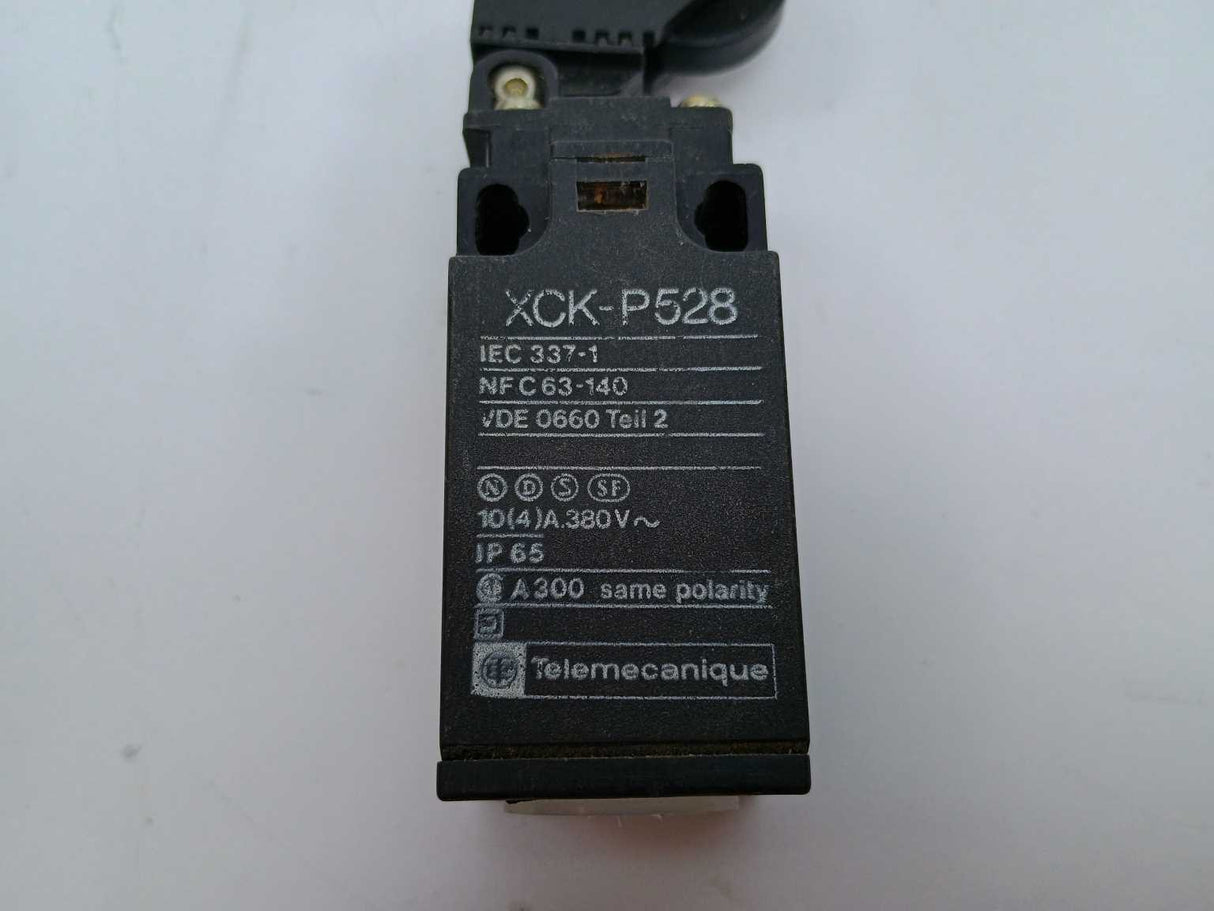 XCK-P528
IEC 337-1
NF C 63-140
VDE 0660 Teil 2
N D S SF
10(4)A.380V~
IP 65
A300 same polarity
Telemecanique